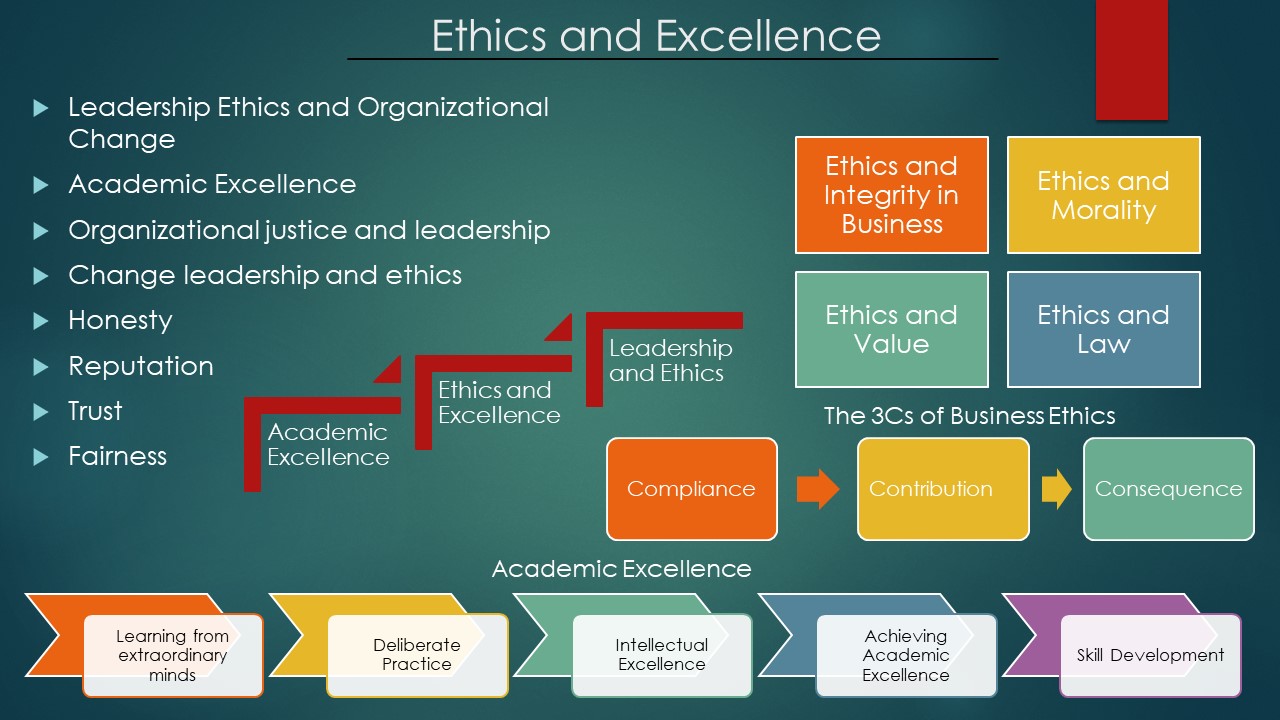 Ethics and Excellence
Leadership Ethics and Organizational
Change
Academic Excellence
Organizational justice and leadership
Change leadership and ethics
Honesty
Reputation
Trust
Fairness
Academic
Excellence
Ethics and
Excellence
Leadership
and Ethics
Ethics and
Integrity in
Business
Ethics and
Morality
Ethics and
Value
Ethics and
Law
The 3Cs of Business Ethics
Compliance
Contribution
Consequence
Academic Excellence
Learning from
extraordinary
minds
Deliberate
Practice
Intellectual
Excellence
Achieving
Academic
Excellence
Skill Development